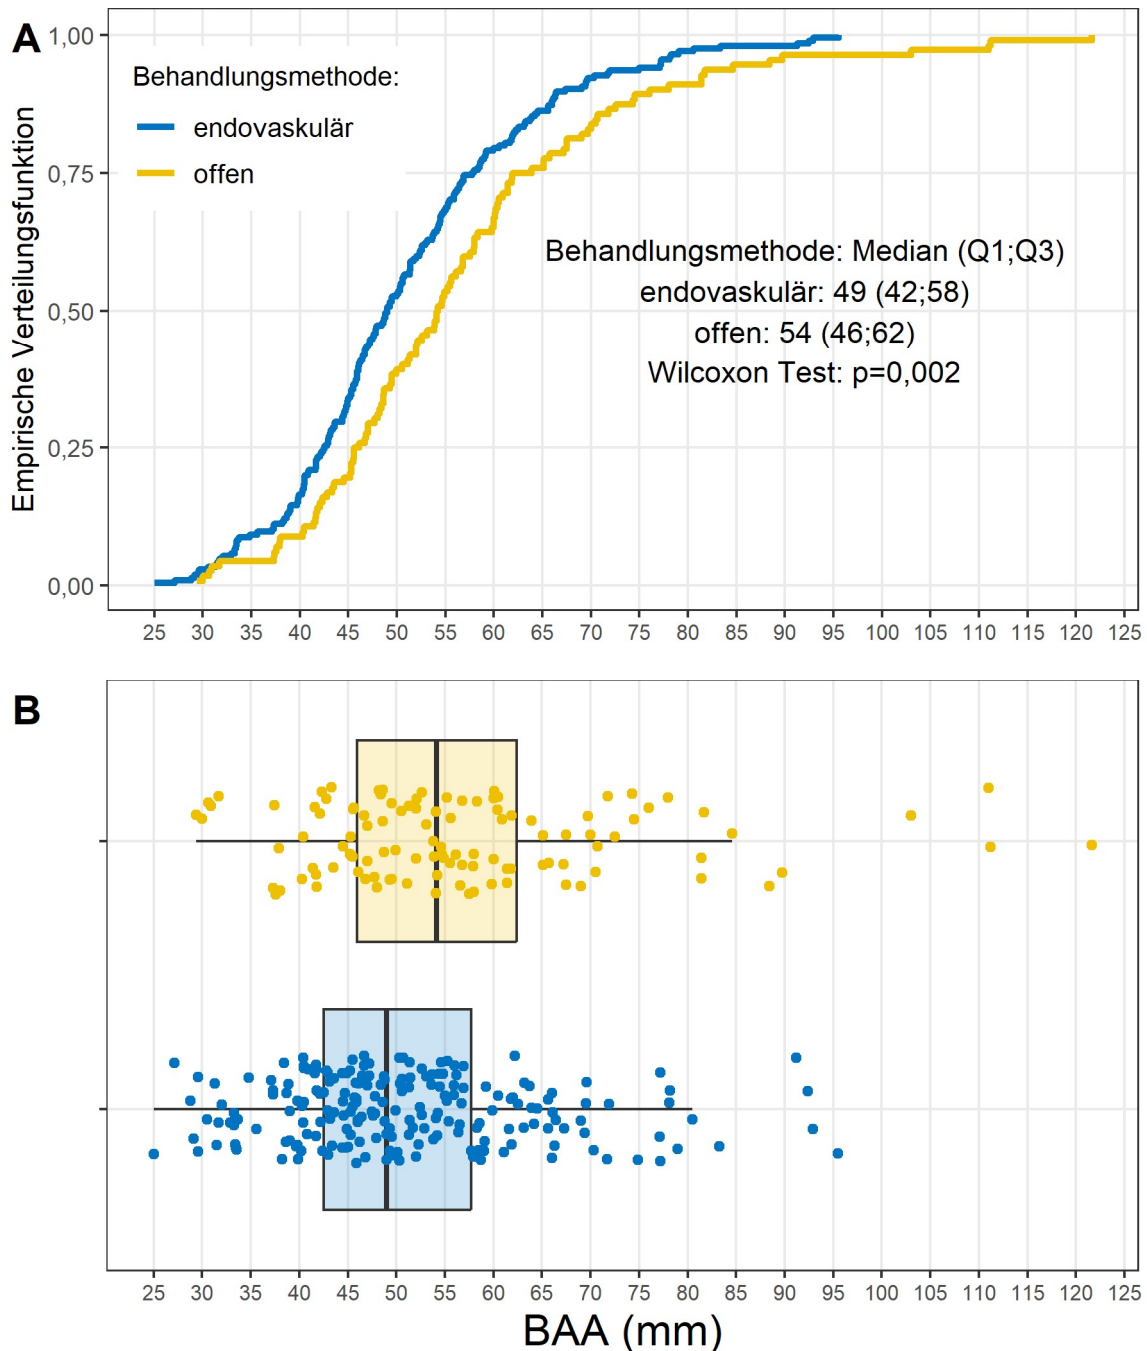 A
Empirische Verteilungsfunktion
1,00
0,75
0,50
0,25
0,00
Behandlungsmethode:
endovaskulär
offen
Behandlungsmethode: Median (Q1;Q3)
endovaskulär: 49 (42;58)
offen: 54 (46;62)
Wilcoxon Test: p=0,002
25 30 35 40 45 50 55 60 65 70 75 80 85 90 95 100 105 110 115 120 125
B
25 30 35 40 45 50 55 60 65 70 75 80 85 90 95 100 105 110 115 120 125
BAA (mm)